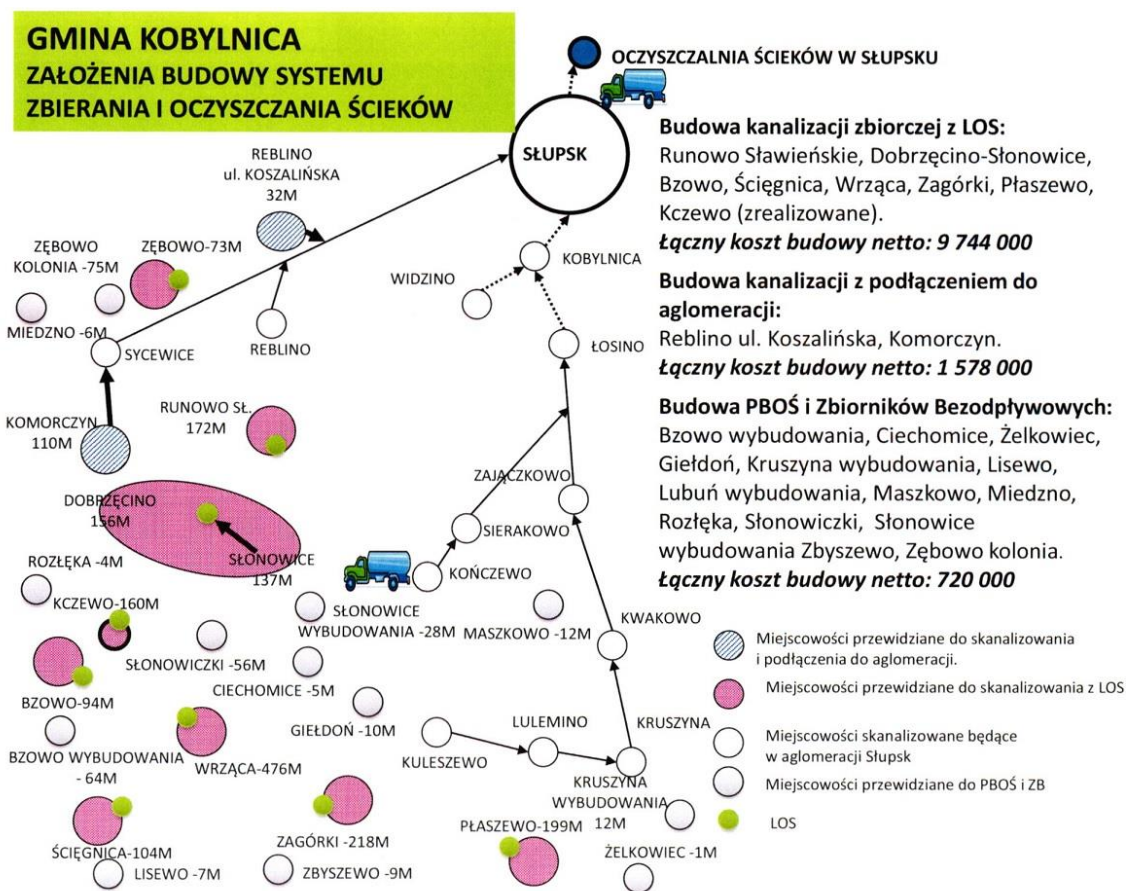 GMINA KOBYLNICA
ZAŁOŻENIA BUDOWY SYSTEMU
ZBIERANIA I OCZYSZCZANIA ŚCIEKÓW
OCZYSZCZALNIA ŚCIEKÓW W SŁUPSKU
SŁUPSK
Budowa kanalizacji zbiorczej z LOS:
Runowo Sławieńskie, Dobrzęcino-Słonowice,
Bzowo, Ścięgnica, Wrząca, Zagórki, Płaszewo,
Kczewo (zrealizowane).
Łączny koszt budowy netto: 9 744 000
Budowa kanalizacji z podłączeniem do
aglomeracji:
Reblino ul. Koszalińska, Komorczyn.
Łączny koszt budowy netto: 1 578 000
Budowa PBOŚ i Zbiorników Bezodpływowych:
Bzowo wybudowania, Ciechomice, Żelkowiec,
Giełdoń, Kruszyna wybudowania, Lisewo,
Lubuń wybudowania, Maszkowo, Miedzno,
Rozłęka, Słonowiczki, Słonowice
wybudowania Zbyszewo, Zębowo kolonia.
Łączny koszt budowy netto: 720 000
REBLINO
ul. KOSZALIŃSKA
32M
ZĘBOWO
KOLONIA -75M
ZĘBOWO-73M
MIEDZNO -6M
SYCEWICE
REBLINO
WIDZINO
KOBYLNICA
ŁOSINO
KOMORCZYN
110M
RUNOWO SŁ.
172M
DOBRZĘCINO
156M
SŁONOWICE
137M
ZAJĄCZKOWO
SIERAKOWO
KOŃCZEWO
ROZŁĘKA -4M
KCZEWO-160M
SŁONOWICE
WYBUDOWANIA -28M
MASZKOWO -12M
KWAKOWO
SŁONOWICZKI -56M
CIECHOMICE -5M
BZOWO-94M
GIEŁDOŃ -10M
BZOWO WYBUDOWANIA
- 64M
WRZĄCA-476M
KULESZEWO
LULEMINO
KRUSZYNA
KRUSZYNA
WYBUDOWANIA
12M
ŚCIĘGNICA-104M
LISEWO -7M
ZAGÓRKI -218M
ZBYSZEWO -9M
PŁASZEWO-199M
ŻELKOWIEC -1M
Miejscowości przewidziane do skanalizowania
i podłączenia do aglomeracji.
Miejscowości przewidziane do skanalizowania z LOS
Miejscowości skanalizowane będące
w aglomeracji Słupsk
Miejscowości przewidziane do PBOŚ i ZB
LOS